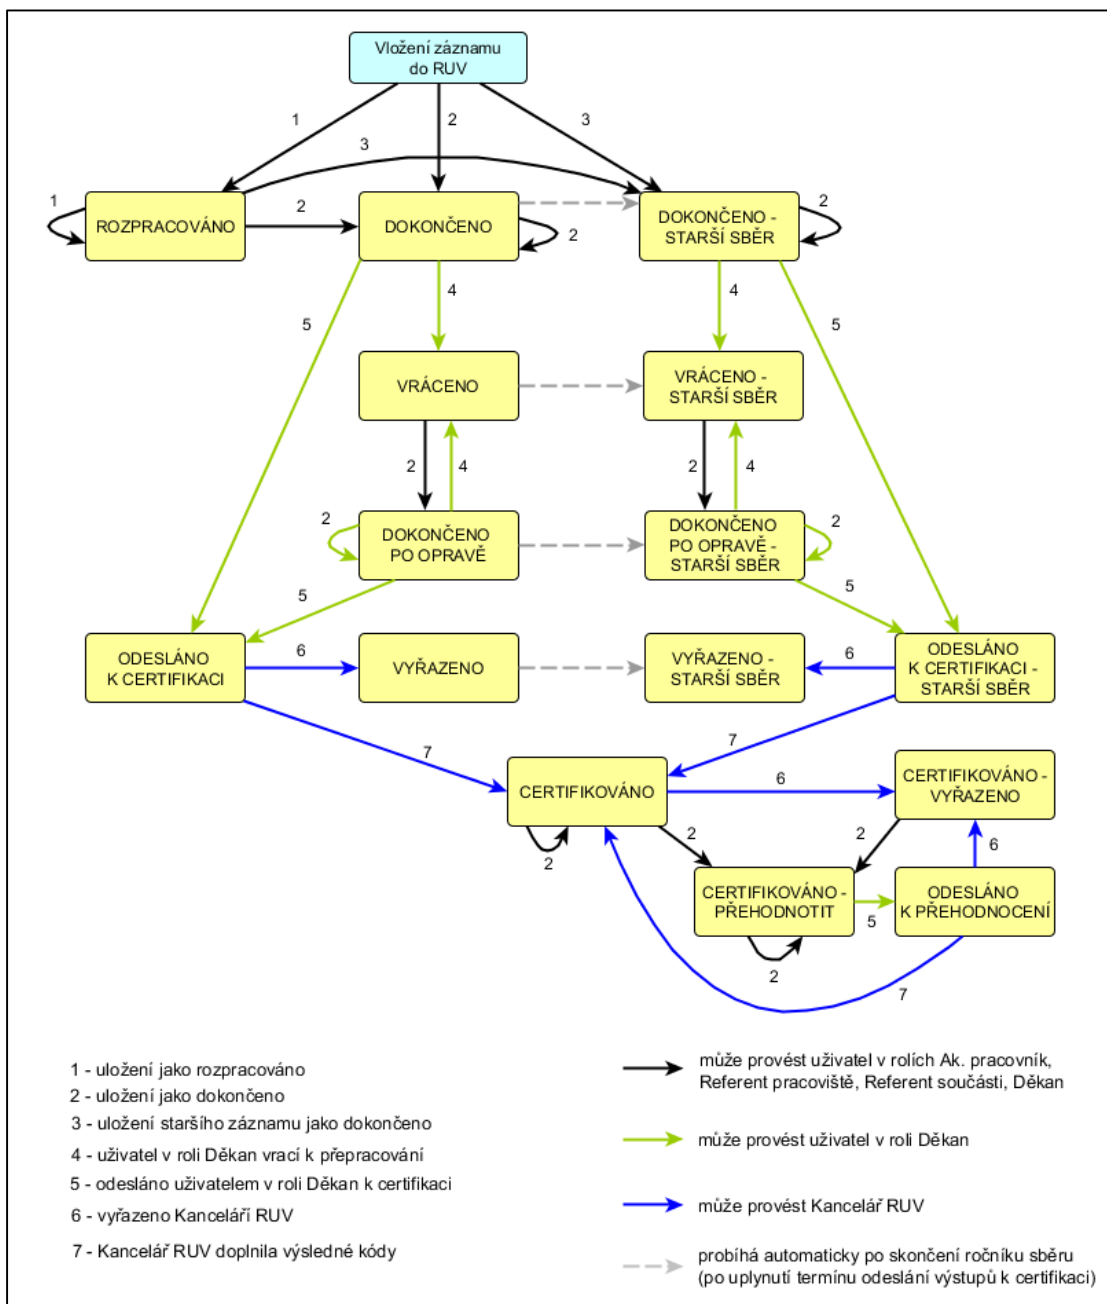 Vložení záznamu
do RUV
1
2
3
3
1
ROZPRACOVÁNO
2
DOKONČENO
2
DOKONČENO -
STARŠÍ SBĚR
2
5
4
4
5
VRÁCENO
VRÁCENO -
STARŠÍ SBĚR
2
4
2
4
2
DOKONČENO
PO OPRAVĚ
DOKONČENO
PO OPRAVĚ -
STARŠÍ SBĚR
2
5
5
ODESLÁNO
K CERTIFIKACI
6
VYŘAZENO
VYŘAZENO -
STARŠÍ SBĚR
6
ODESLÁNO
K CERTIFIKACI -
STARŠÍ SBĚR
7
7
CERTIFIKOVÁNO
6
CERTIFIKOVÁNO -
VYŘAZENO
2
2
2
6
CERTIFIKOVÁNO -
PŘEHODNOTIT
5
ODESLÁNO
K PŘEHODNOCENÍ
2
7
1 - uložení jako rozpracováno
2 - uložení jako dokončeno
3 - uložení staršího záznamu jako dokončeno
4 - uživatel v roli Děkan vrací k přepracování
5 - odesláno uživatelem v roli Děkan k certifikaci
6 - vyřazeno Kanceláří RUV
7 - Kancelář RUV doplnila výsledné kódy
může provést uživatel v rolích Ak. pracovník,
Referent pracoviště, Referent součásti, Děkan
může provést uživatel v roli Děkan
může provést Kancelář RUV
probíhá automaticky po skončení ročníku sběru
(po uplynutí termínu odeslání výstupů k certifikaci)